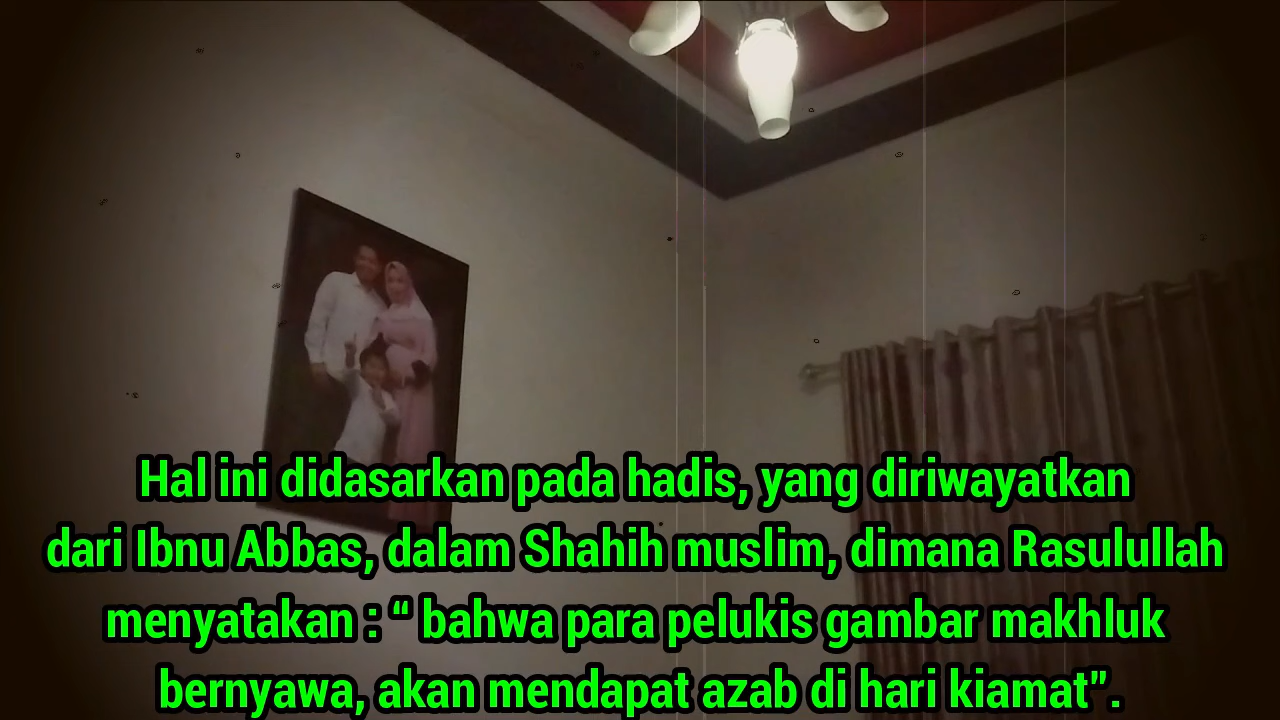 Hal ini didasarkan pada hadis, yang diriwayatkan
dari Ibnu Abbas, dalam Shahih muslim, dimana Rasulullah
menyatakan : “ bahwa para pelukis gambar makhluk
bernyawa, akan mendapat azab di hari kiamat”.